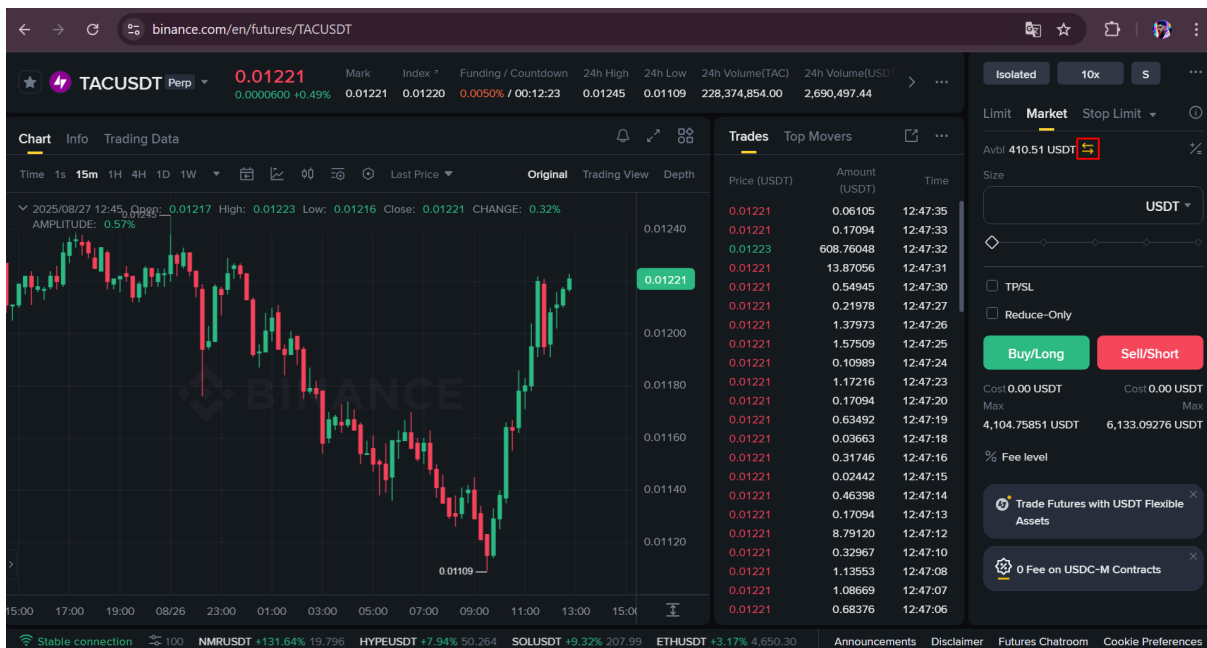 binance.com/en/futures/TACUSDT
TACUSDT Perp
0.01221
0.0000600 +0.49%
Mark
0.01221
Index
0.01220
Funding / Countdown
0.0050% / 00:12:23
24h High
0.01245
24h Low
0.01109
24h Volume(TAC)
228,374,854.00
24h Volume(USDT
2,690,497.44
Chart Info Trading Data
Time 1s 15m 1H 4H 1D 1W Last Price Original Trading View Depth
2025/08/27 12:45 Open: 0.01217 High: 0.01223 Low: 0.01216 Close: 0.01221 CHANGE: 0.32%
AMPLITUDE: 0.57%
0.01245
0.01240
0.01221
0.01200
0.01180
0.01160
0.01140
0.01120
0.01109
BINANCE
15:00 17:00 19:00 08/26 23:00 01:00 03:00 05:00 07:00 09:00 11:00 13:00 15:00
Trades Top Movers
Price (USDT) Amount (USDT) Time
0.01221 0.06105 12:47:35
0.01221 0.17094 12:47:33
0.01223 608.76048 12:47:32
0.01221 13.87056 12:47:31
0.01221 0.54945 12:47:30
0.01221 0.21978 12:47:27
0.01221 1.37973 12:47:26
0.01221 1.57509 12:47:25
0.01221 0.10989 12:47:24
0.01221 1.17216 12:47:23
0.01221 0.17094 12:47:20
0.01221 0.63492 12:47:19
0.01221 0.03663 12:47:18
0.01221 0.31746 12:47:16
0.01221 0.02442 12:47:15
0.01221 0.46398 12:47:14
0.01221 0.17094 12:47:13
0.01221 8.79120 12:47:12
0.01221 0.32967 12:47:10
0.01221 1.13553 12:47:08
0.01221 1.08669 12:47:07
0.01221 0.68376 12:47:06
Isolated 10x S
Limit Market Stop Limit
Avbl 410.51 USDT
Size
USDT
TP/SL
Reduce-Only
Buy/Long Sell/Short
Cost 0.00 USDT Cost 0.00 USDT
Max Max
4,104.75851 USDT 6,133.09276 USDT
% Fee level
Trade Futures with USDT Flexible
Assets
0 Fee on USDC-M Contracts
Stable connection 100 NMRUSDT +131.64% 19.796 HYPEUSDT +7.94% 50.264 SOLUSDT +9.32% 207.99 ETHUSDT +3.17% 4,650.30 Announcements Disclaimer Futures Chatroom Cookie Preferences